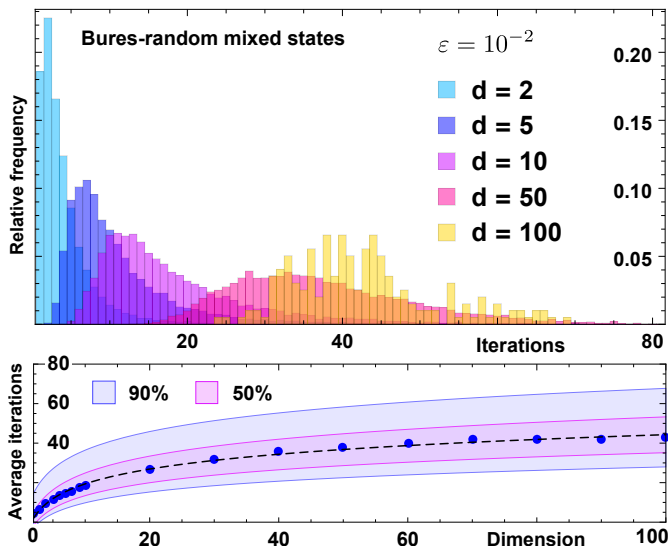 Bures-random mixed states
ε = 10⁻²
0.20
d = 2
d = 5
0.15
d = 10
0.10
d = 50
d = 100
0.05
Relative frequency
20
40
Iterations
80
80
90%
50%
60
40
20
0
Average iterations
0
20
40
60
Dimension
100